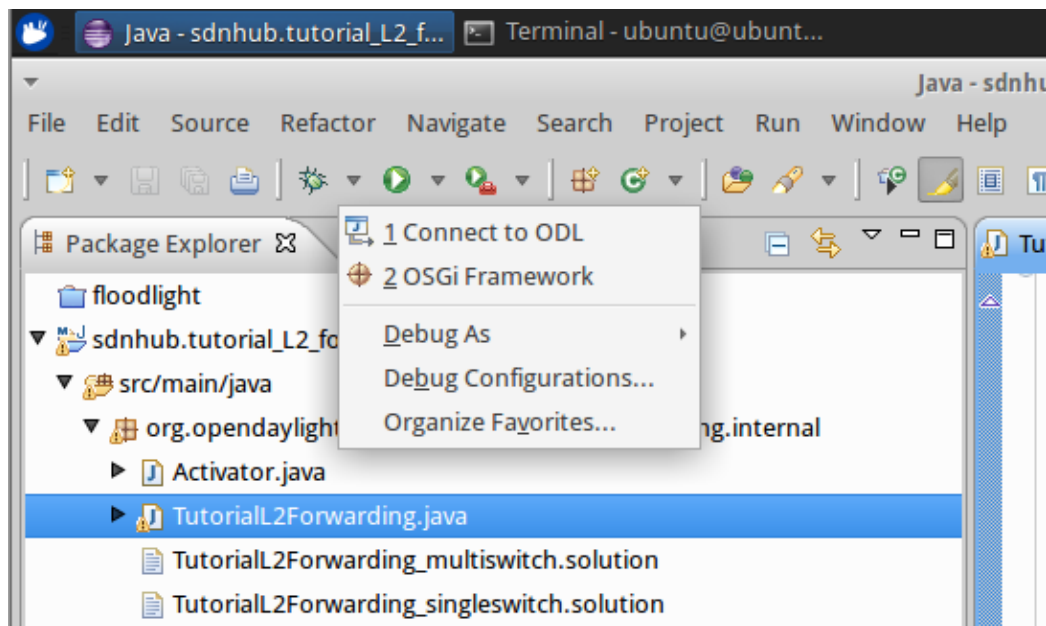 Java - sdnhub.tutorial_L2_f... Terminal - ubuntu@ubunt...
Java - sdnhu
File Edit Source Refactor Navigate Search Project Run Window Help
Package Explorer Tu
1 Connect to ODL
2 OSGi Framework
Debug As
Debug Configurations...
Organize Favorites...
floodlight
sdnhub.tutorial_L2_fo
src/main/java
org.opendaylight ng.internal
Activator.java
TutorialL2Forwarding.java
TutorialL2Forwarding_multiswitch.solution
TutorialL2Forwarding_singleswitch.solution